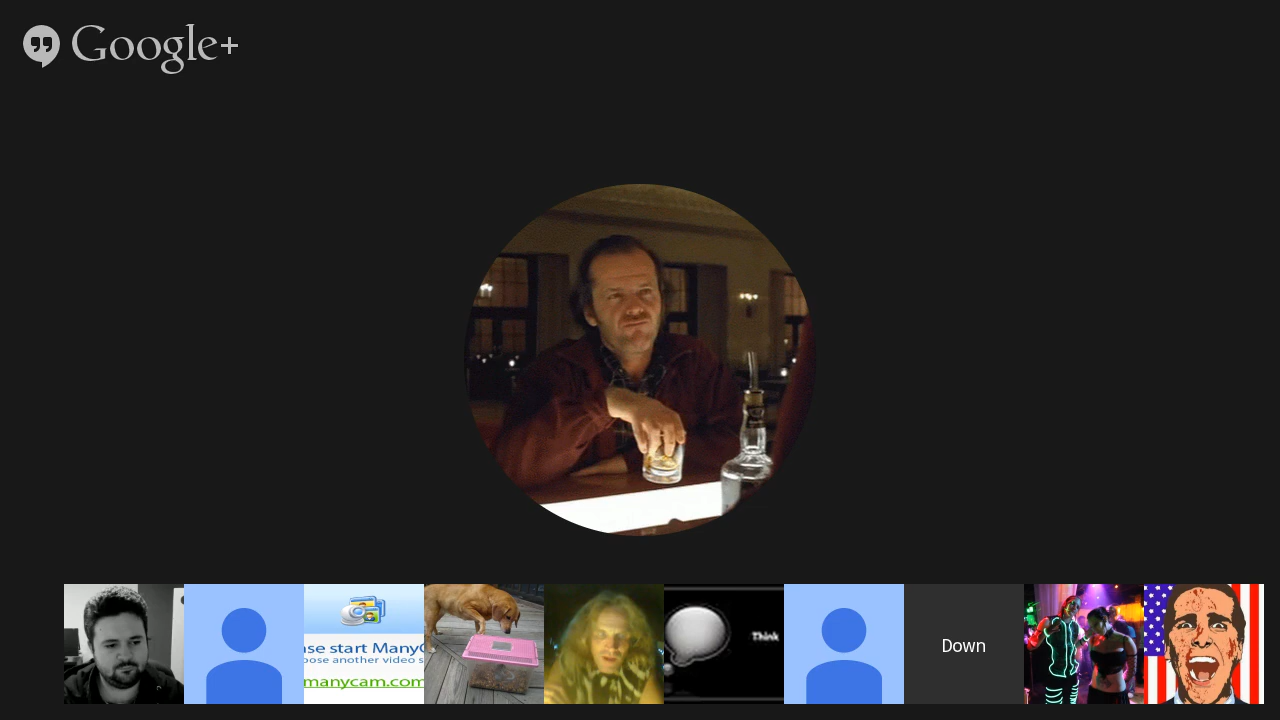 Google+
ase start ManyC
oose another video s
manycam.com
Think
Down